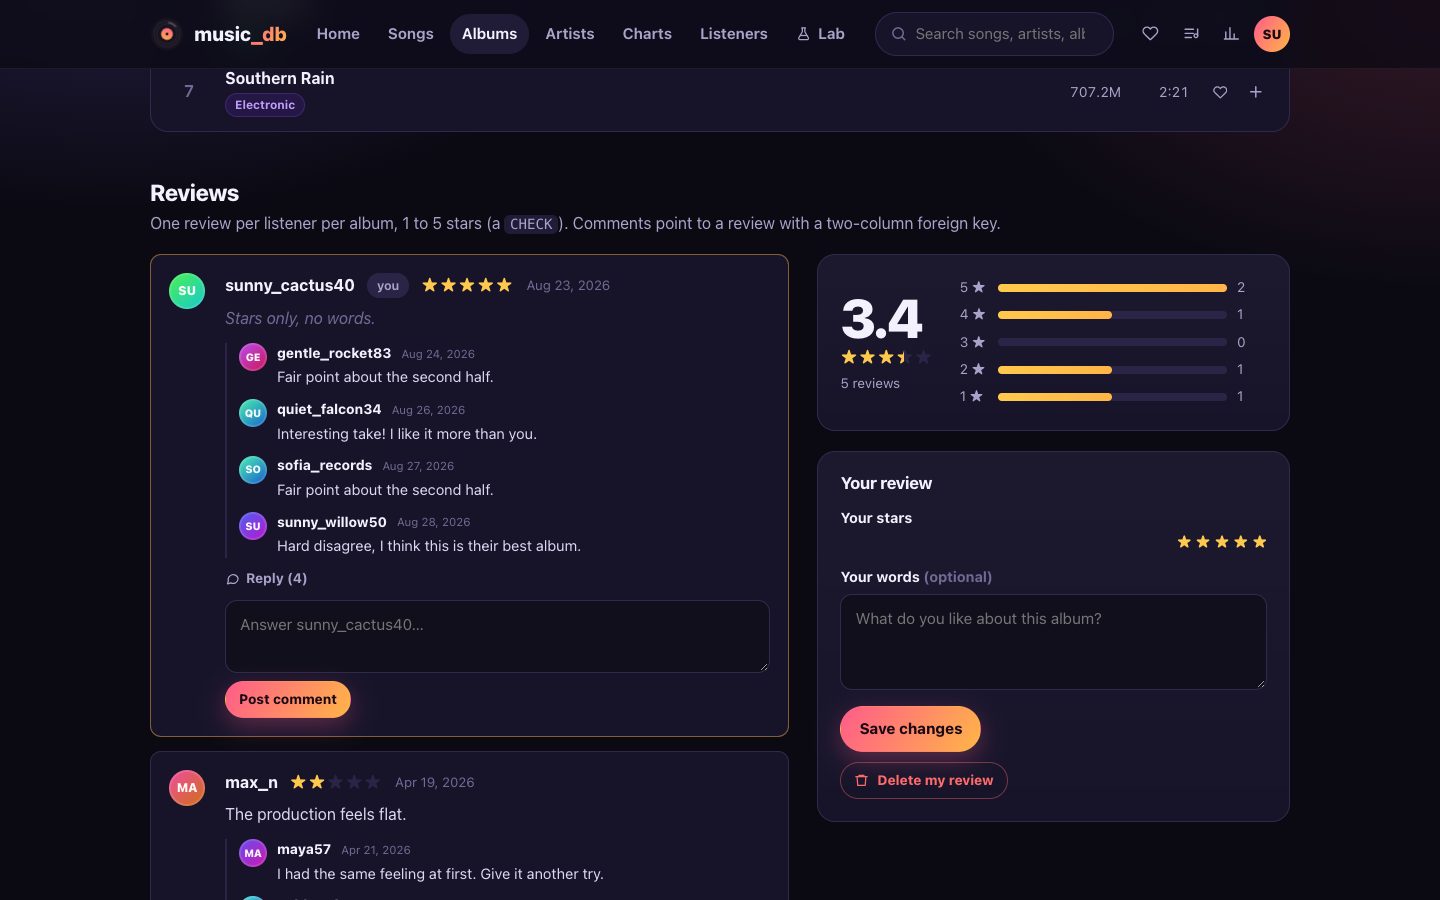 music_db Home Songs Albums Artists Charts Listeners Lab Search songs, artists, alb SU
7 Southern Rain 707.2M 2:21
Electronic
Reviews
One review per listener per album, 1 to 5 stars (a CHECK). Comments point to a review with a two-column foreign key.
SU sunny_cactus40 you Aug 23, 2026
Stars only, no words.
GE gentle_rocket83 Aug 24, 2026
Fair point about the second half.
QU quiet_falcon34 Aug 26, 2026
Interesting take! I like it more than you.
SO sofia_records Aug 27, 2026
Fair point about the second half.
SU sunny_willow50 Aug 28, 2026
Hard disagree, I think this is their best album.
Reply (4)
Answer sunny_cactus40...
Post comment
MA max_n Apr 19, 2026
The production feels flat.
MA maya57 Apr 21, 2026
I had the same feeling at first. Give it another try.
3.4
5 reviews
5 2
4 1
3 0
2 1
1 1
Your review
Your stars
Your words (optional)
What do you like about this album?
Save changes
Delete my review